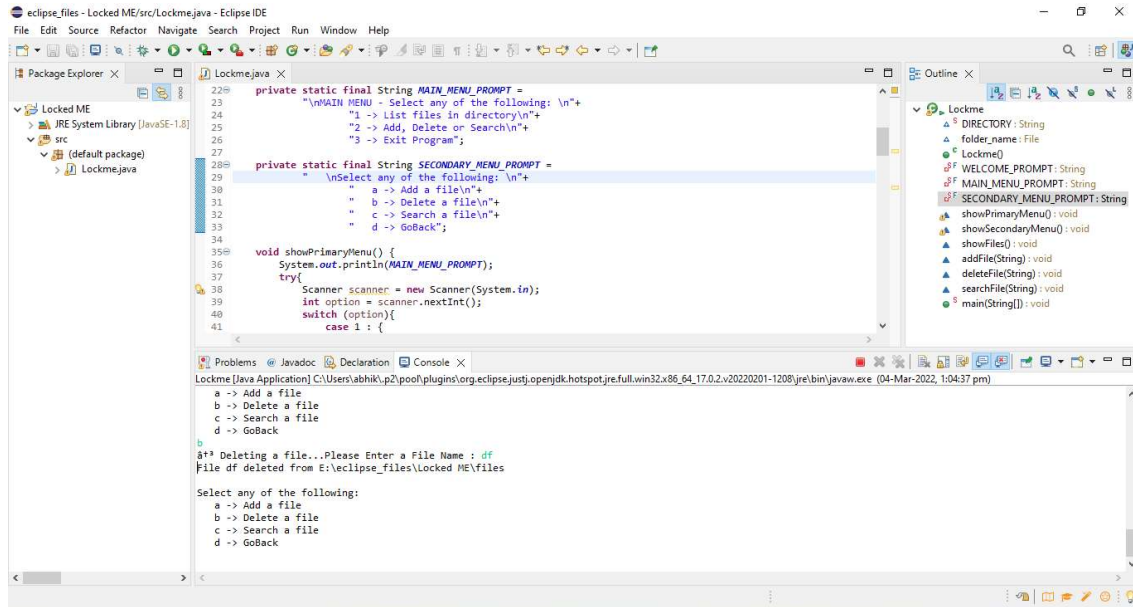 eclipse_files - Locked ME/src/Lockme.java - Eclipse IDE
File Edit Source Refactor Navigate Search Project Run Window Help
Package Explorer
Locked ME
JRE System Library [JavaSE-1.8]
src
(default package)
Lockme.java
Lockme.java
22 private static final String MAIN_MENU_PROMPT =
23 "\nMAIN MENU - Select any of the following: \n"+
24 "1 -> List files in directory\n"+
25 "2 -> Add, Delete or Search\n"+
26 "3 -> Exit Program";
27
28 private static final String SECONDARY_MENU_PROMPT =
29 "   \nSelect any of the following: \n"+
30 "   a -> Add a file\n"+
31 "   b -> Delete a file\n"+
32 "   c -> Search a file\n"+
33 "   d -> GoBack";
34
35 void showPrimaryMenu() {
36 System.out.println(MAIN_MENU_PROMPT);
37 try{
38 Scanner scanner = new Scanner(System.in);
39 int option = scanner.nextInt();
40 switch (option){
41 case 1 : {
Outline
Lockme
DIRECTORY : String
folder_name : File
Lockme()
WELCOME_PROMPT : String
MAIN_MENU_PROMPT : String
SECONDARY_MENU_PROMPT : String
showPrimaryMenu() : void
showSecondaryMenu() : void
showFiles() : void
addFile(String) : void
deleteFile(String) : void
searchFile(String) : void
main(String[]) : void
Problems @ Javadoc Declaration Console
Lockme [Java Application] C:\Users\abhik\.p2\pool\plugins\org.eclipse.justj.openjdk.hotspot.jre.full.win32.x86_64_17.0.2.v20220201-1208\jre\bin\javaw.exe (04-Mar-2022, 1:04:37 pm)
a -> Add a file
b -> Delete a file
c -> Search a file
d -> GoBack
b
â†³ Deleting a file...Please Enter a File Name : df
File df deleted from E:\eclipse_files\Locked ME\files
Select any of the following:
a -> Add a file
b -> Delete a file
c -> Search a file
d -> GoBack